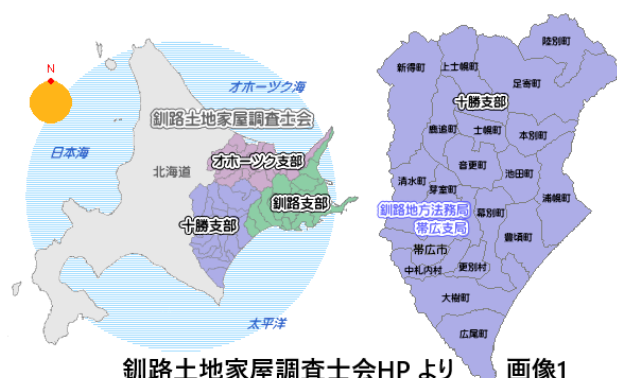 N
オホーツク海
釧路土地家屋調査士会
日本海
北海道
オホーツク支部
釧路支部
十勝支部
太平洋
陸別町
新得町
上士幌町
足寄町
十勝支部
鹿追町
士幌町
本別町
音更町
池田町
清水町
芽室町
浦幌町
釧路地方法務局
帯広支局
幕別町
豊頃町
帯広市
中札内村
更別村
大樹町
広尾町
釧路土地家屋調査士会HP より
画像1